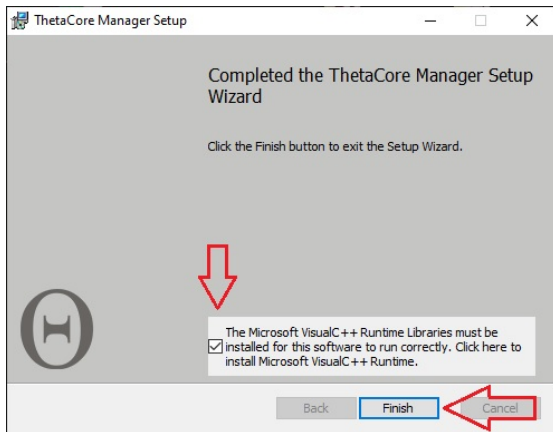 ThetaCore Manager Setup
Completed the ThetaCore Manager Setup
Wizard
Click the Finish button to exit the Setup Wizard.
The Microsoft VisualC++ Runtime Libraries must be
installed for this software to run correctly. Click here to
install Microsoft VisualC++ Runtime.
Back Finish Cancel